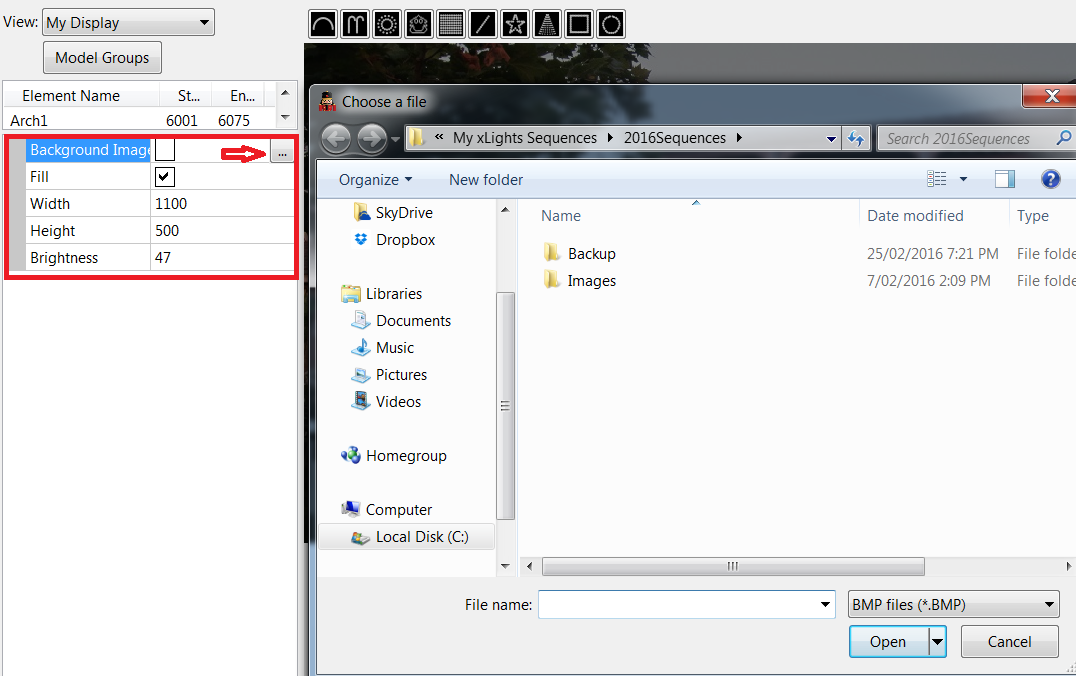 View: My Display
Model Groups
Element Name St... En...
Arch1 6001 6075
Background Image ...
Fill
Width 1100
Height 500
Brightness 47
Choose a file
« My xLights Sequences 2016Sequences Search 2016Sequences
Organize New folder
Name Date modified Type
SkyDrive
Dropbox
Libraries
Documents
Music
Pictures
Videos
Homegroup
Computer
Local Disk (C:)
Backup 25/02/2016 7:21 PM File folde
Images 7/02/2016 2:09 PM File folde
File name: BMP files (*.BMP)
Open Cancel